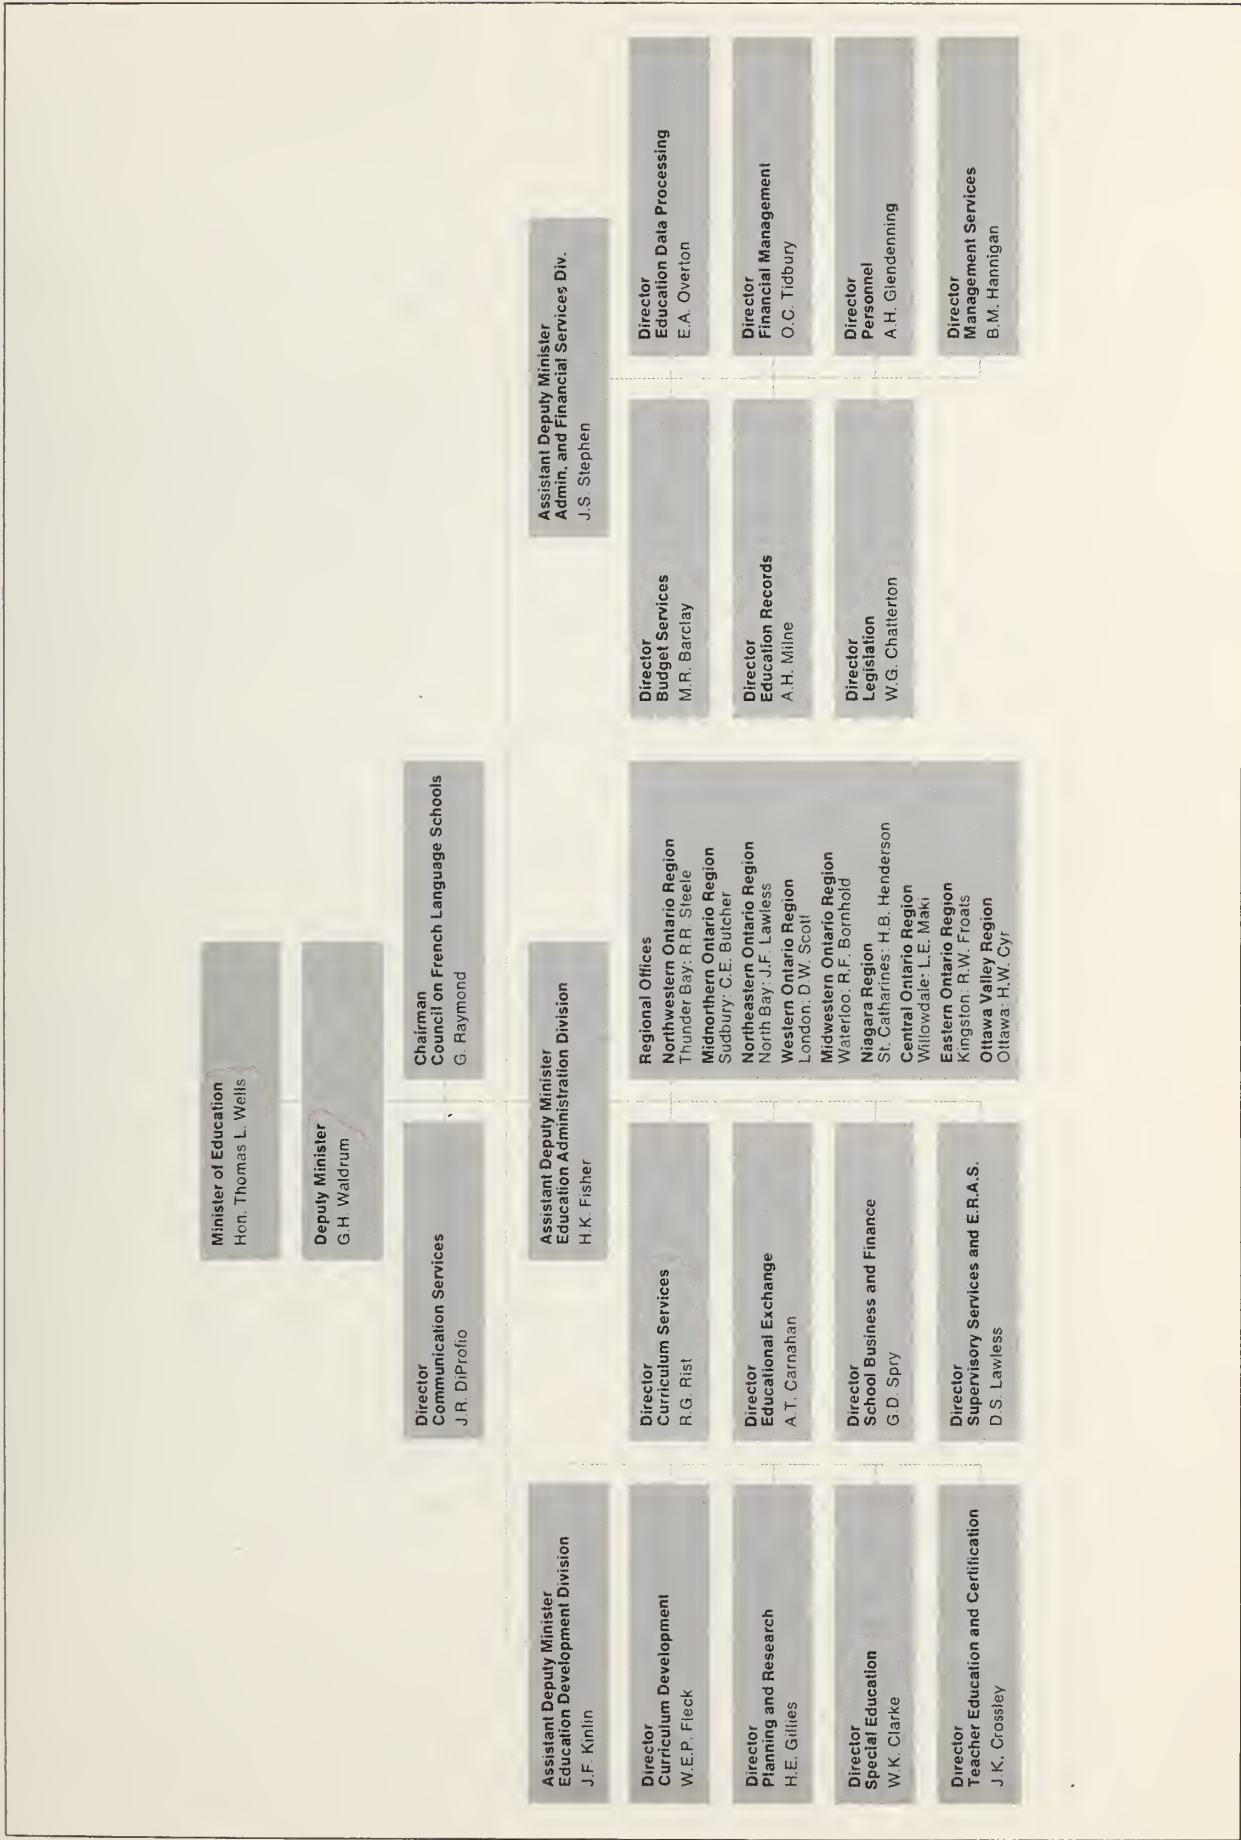 Minister of Education
Hon. Thomas L. Wells
Deputy Minister
G.H. Waldrum
Director
Communication Services
J.R. DiProfio
Chairman
Council on French Language Schools
G. Raymond
Assistant Deputy Minister
Education Development Division
J.F. Kinlin
Assistant Deputy Minister
Education Administration Division
H.K. Fisher
Assistant Deputy Minister
Admin. and Financial Services Div.
J.S. Stephen
Director
Curriculum Development
W.E.P. Fleck
Director
Planning and Research
H.E. Gillies
Director
Special Education
W.K. Clarke
Director
Teacher Education and Certification
J.K. Crossley
Director
Curriculum Services
R.G. Rist
Director
Educational Exchange
A.T. Carnahan
Director
School Business and Finance
G.D. Spry
Director
Supervisory Services and E.R.A.S.
D.S. Lawless
Regional Offices
Northwestern Ontario Region
Thunder Bay: R.R. Steele
Midnorthern Ontario Region
Sudbury: C.E. Butcher
Northeastern Ontario Region
North Bay: J.F. Lawless
Western Ontario Region
London: D.W. Scott
Midwestern Ontario Region
Waterloo: R.F. Bornhold
Niagara Region
St. Catharines: H.B. Henderson
Central Ontario Region
Willowdale: L.E. Maki
Eastern Ontario Region
Kingston: R.W. Froats
Ottawa Valley Region
Ottawa: H.W. Cyr
Director
Budget Services
M.R. Barclay
Director
Education Records
A.H. Milne
Director
Legislation
W.G. Chatterton
Director
Education Data Processing
E.A. Overton
Director
Financial Management
O.C. Tidbury
Director
Personnel
A.H. Glendenning
Director
Management Services
B.M. Hannigan